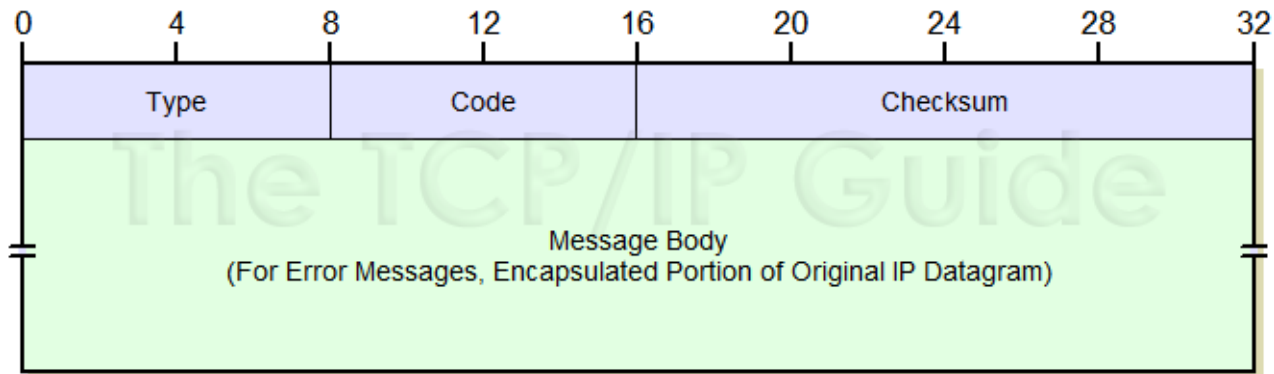 0 4 8 12 16 20 24 28 32
Type Code Checksum
The TCP/IP Guide
Message Body
(For Error Messages, Encapsulated Portion of Original IP Datagram)